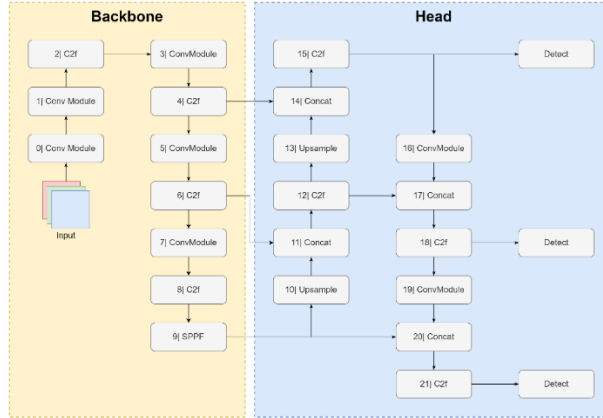 Backbone
2| C2f
3| ConvModule
1| Conv Module
4| C2f
0| Conv Module
5| ConvModule
Input
6| C2f
7| ConvModule
8| C2f
9| SPPF
Head
15| C2f
Detect
14| Concat
13| Upsample
16| ConvModule
12| C2f
17| Concat
11| Concat
18| C2f
Detect
10| Upsample
19| ConvModule
20| Concat
21| C2f
Detect